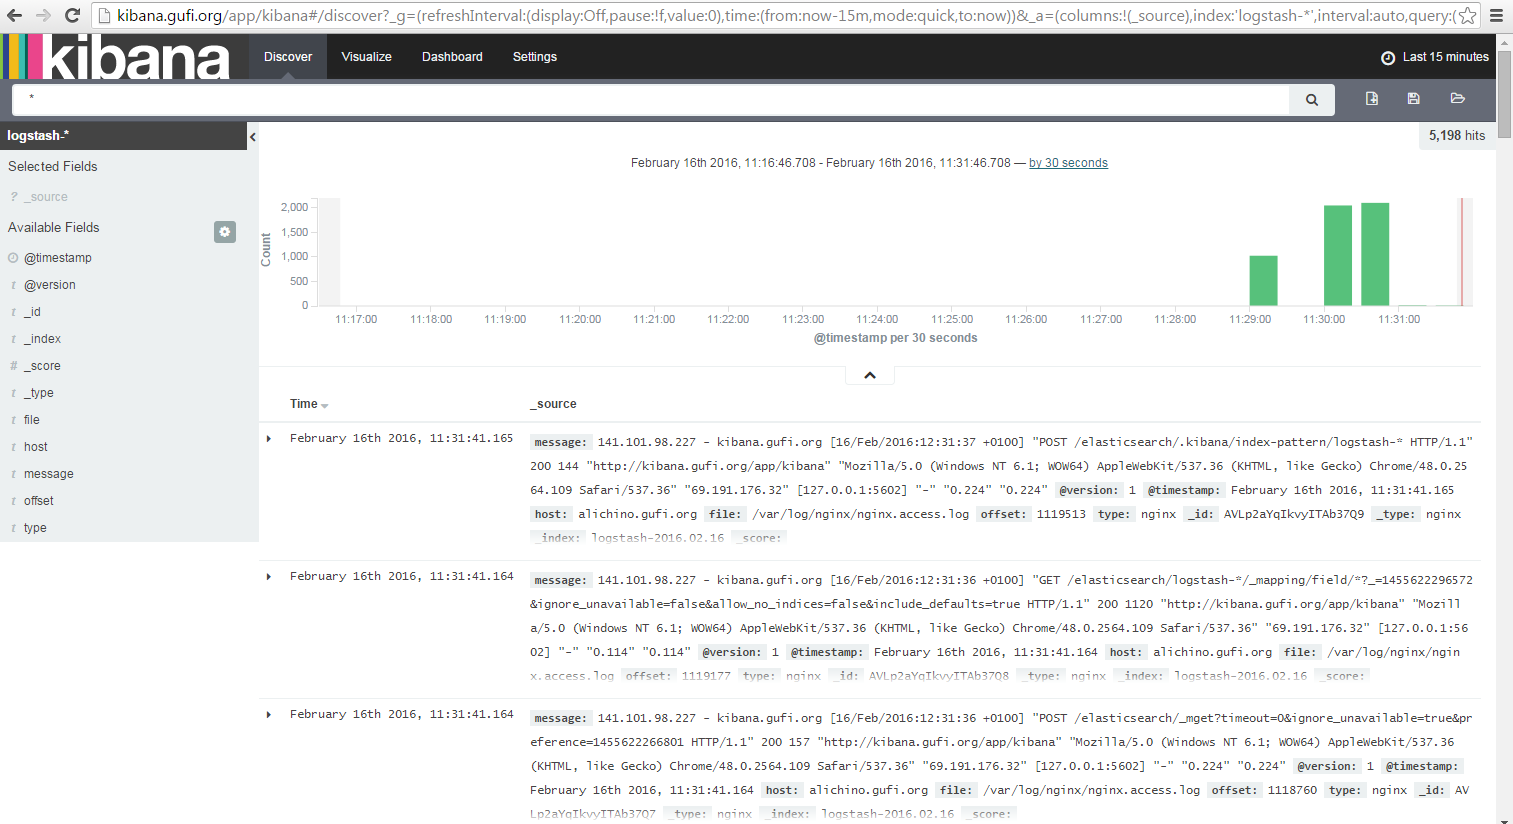 kibana.gufi.org/app/kibana#/discover?_g=(refreshInterval:(display:Off,pause:!f,value:0),time:(from:now-15m,mode:quick,to:now))&_a=(columns:!(_source),index:'logstash-*',interval:auto,query:(
kibana
Discover
Visualize
Dashboard
Settings
Last 15 minutes
*
logstash-*
5,198 hits
Selected Fields
? _source
Available Fields
@timestamp
t @version
t _id
t _index
# _score
t _type
t file
t host
t message
t offset
t type
February 16th 2016, 11:16:46.708 - February 16th 2016, 11:31:46.708 — by 30 seconds
Count
2,000
1,500
1,000
500
0
11:17:00 11:18:00 11:19:00 11:20:00 11:21:00 11:22:00 11:23:00 11:24:00 11:25:00 11:26:00 11:27:00 11:28:00 11:29:00 11:30:00 11:31:00
@timestamp per 30 seconds
Time
_source
February 16th 2016, 11:31:41.165
message: 141.101.98.227 - kibana.gufi.org [16/Feb/2016:12:31:37 +0100] "POST /elasticsearch/.kibana/index-pattern/logstash-* HTTP/1.1"
200 144 "http://kibana.gufi.org/app/kibana" "Mozilla/5.0 (Windows NT 6.1; WOW64) AppleWebKit/537.36 (KHTML, like Gecko) Chrome/48.0.25
64.109 Safari/537.36" "69.191.176.32" [127.0.0.1:5602] "-" "0.224" "0.224" @version: 1 @timestamp: February 16th 2016, 11:31:41.165
host: alichino.gufi.org file: /var/log/nginx/nginx.access.log offset: 1119513 type: nginx _id: AVLp2aYqIkvyITAb37Q9 _type: nginx
_index: logstash-2016.02.16 _score:
February 16th 2016, 11:31:41.164
message: 141.101.98.227 - kibana.gufi.org [16/Feb/2016:12:31:36 +0100] "GET /elasticsearch/logstash-*/_mapping/field/*?_=1455622296572
&ignore_unavailable=false&allow_no_indices=false&include_defaults=true HTTP/1.1" 200 1120 "http://kibana.gufi.org/app/kibana" "Mozill
a/5.0 (Windows NT 6.1; WOW64) AppleWebKit/537.36 (KHTML, like Gecko) Chrome/48.0.2564.109 Safari/537.36" "69.191.176.32" [127.0.0.1:56
02] "-" "0.114" "0.114" @version: 1 @timestamp: February 16th 2016, 11:31:41.164 host: alichino.gufi.org file: /var/log/nginx/ngin
x.access.log offset: 1119177 type: nginx _id: AVLp2aYqIkvyITAb37Q8 _type: nginx _index: logstash-2016.02.16 _score:
February 16th 2016, 11:31:41.164
message: 141.101.98.227 - kibana.gufi.org [16/Feb/2016:12:31:36 +0100] "POST /elasticsearch/_mget?timeout=0&ignore_unavailable=true&pr
eference=1455622266801 HTTP/1.1" 200 157 "http://kibana.gufi.org/app/kibana" "Mozilla/5.0 (Windows NT 6.1; WOW64) AppleWebKit/537.36
(KHTML, like Gecko) Chrome/48.0.2564.109 Safari/537.36" "69.191.176.32" [127.0.0.1:5602] "-" "0.224" "0.224" @version: 1 @timestamp:
February 16th 2016, 11:31:41.164 host: alichino.gufi.org file: /var/log/nginx/nginx.access.log offset: 1118760 type: nginx _id: AV
Lp2aYqIkvyITAb37Q7 _type: nginx _index: logstash-2016.02.16 _score: